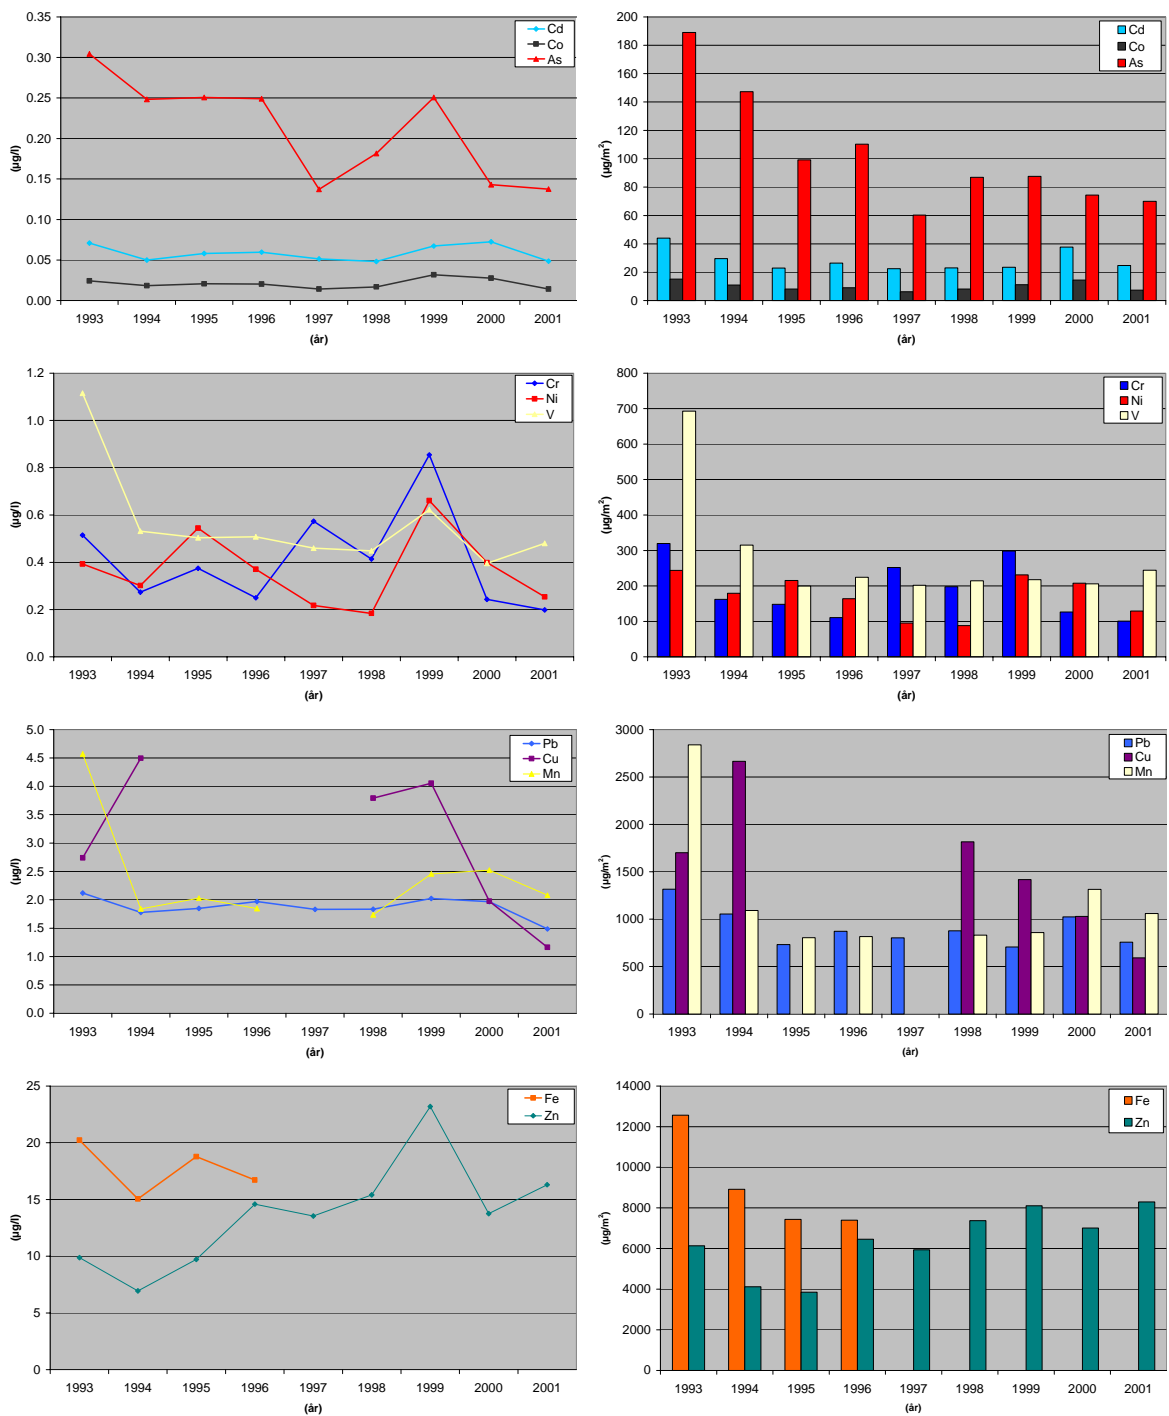 0.35
0.30
0.25
0.20
0.15
0.10
0.05
0.00
(µg/l)
Cd
Co
As
1993 1994 1995 1996 1997 1998 1999 2000 2001
(år)
200
180
160
140
120
100
80
60
40
20
0
(µg/m²)
Cd
Co
As
1993 1994 1995 1996 1997 1998 1999 2000 2001
(år)
1.2
1.0
0.8
0.6
0.4
0.2
0.0
(µg/l)
Cr
Ni
V
1993 1994 1995 1996 1997 1998 1999 2000 2001
(år)
800
700
600
500
400
300
200
100
0
(µg/m²)
Cr
Ni
V
1993 1994 1995 1996 1997 1998 1999 2000 2001
(år)
5.0
4.5
4.0
3.5
3.0
2.5
2.0
1.5
1.0
0.5
0.0
(µg/l)
Pb
Cu
Mn
1993 1994 1995 1996 1997 1998 1999 2000 2001
(år)
3000
2500
2000
1500
1000
500
0
(µg/m²)
Pb
Cu
Mn
1993 1994 1995 1996 1997 1998 1999 2000 2001
(år)
25
20
15
10
5
0
(µg/l)
Fe
Zn
1993 1994 1995 1996 1997 1998 1999 2000 2001
(år)
14000
12000
10000
8000
6000
4000
2000
0
(µg/m²)
Fe
Zn
1993 1994 1995 1996 1997 1998 1999 2000 2001
(år)